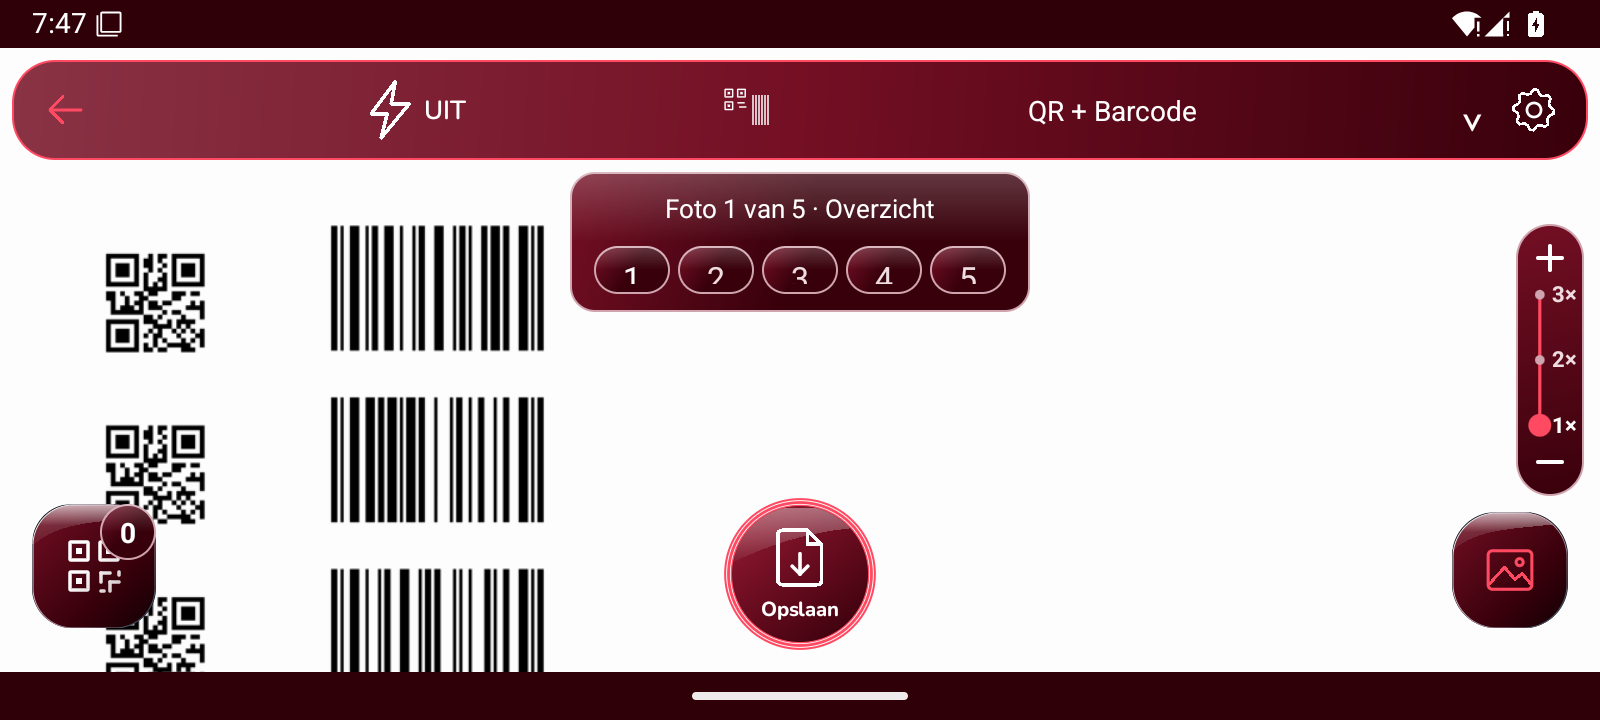 7:47
UIT
QR + Barcode
Foto 1 van 5 · Overzicht
1 2 3 4 5
3×
2×
1×
0
Opslaan